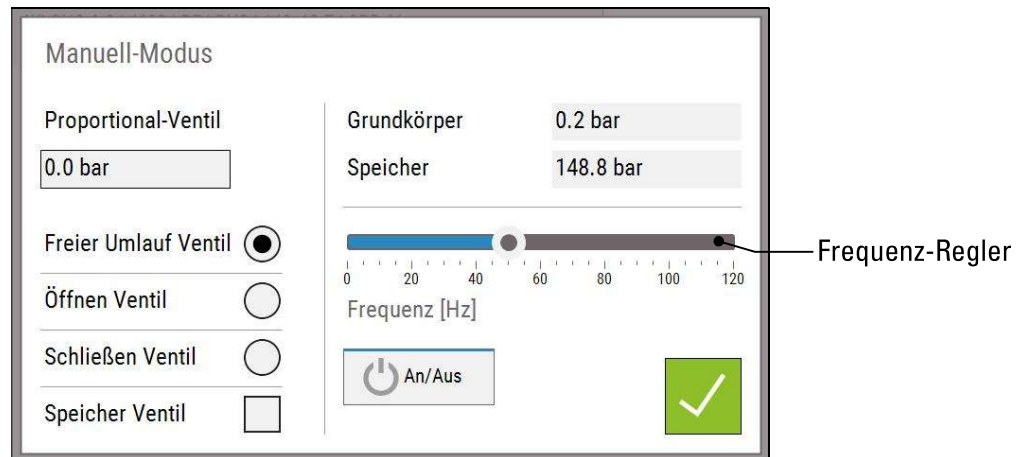 Manuell-Modus
Proportional-Ventil
0.0 bar
Freier Umlauf Ventil
Öffnen Ventil
Schließen Ventil
Speicher Ventil
Grundkörper 0.2 bar
Speicher 148.8 bar
0 20 40 60 80 100 120
Frequenz [Hz]
An/Aus
Frequenz-Regler